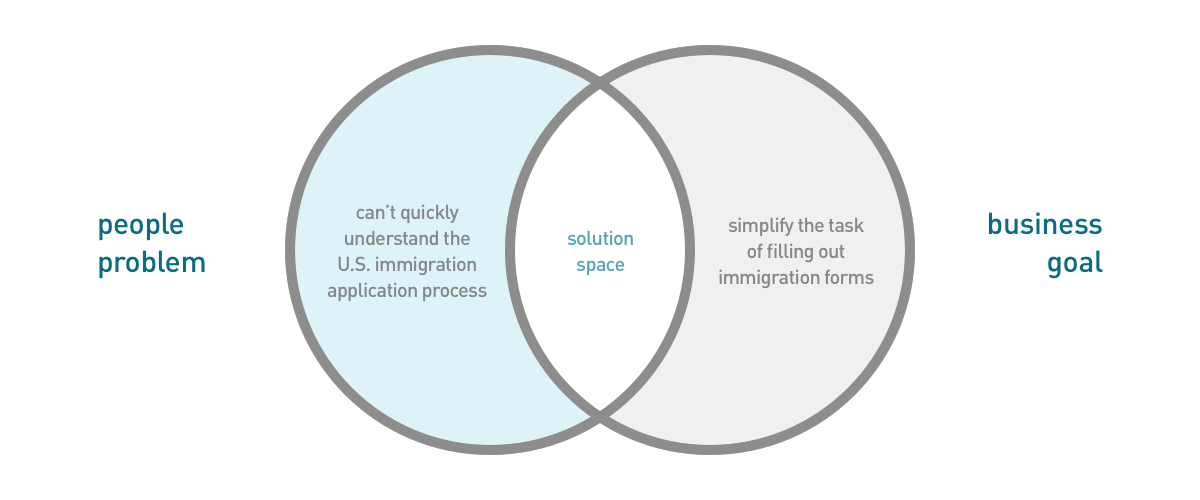 people
problem
can’t quickly
understand the
U.S. immigration
application process
solution
space
simplify the task
of filling out
immigration forms
business
goal